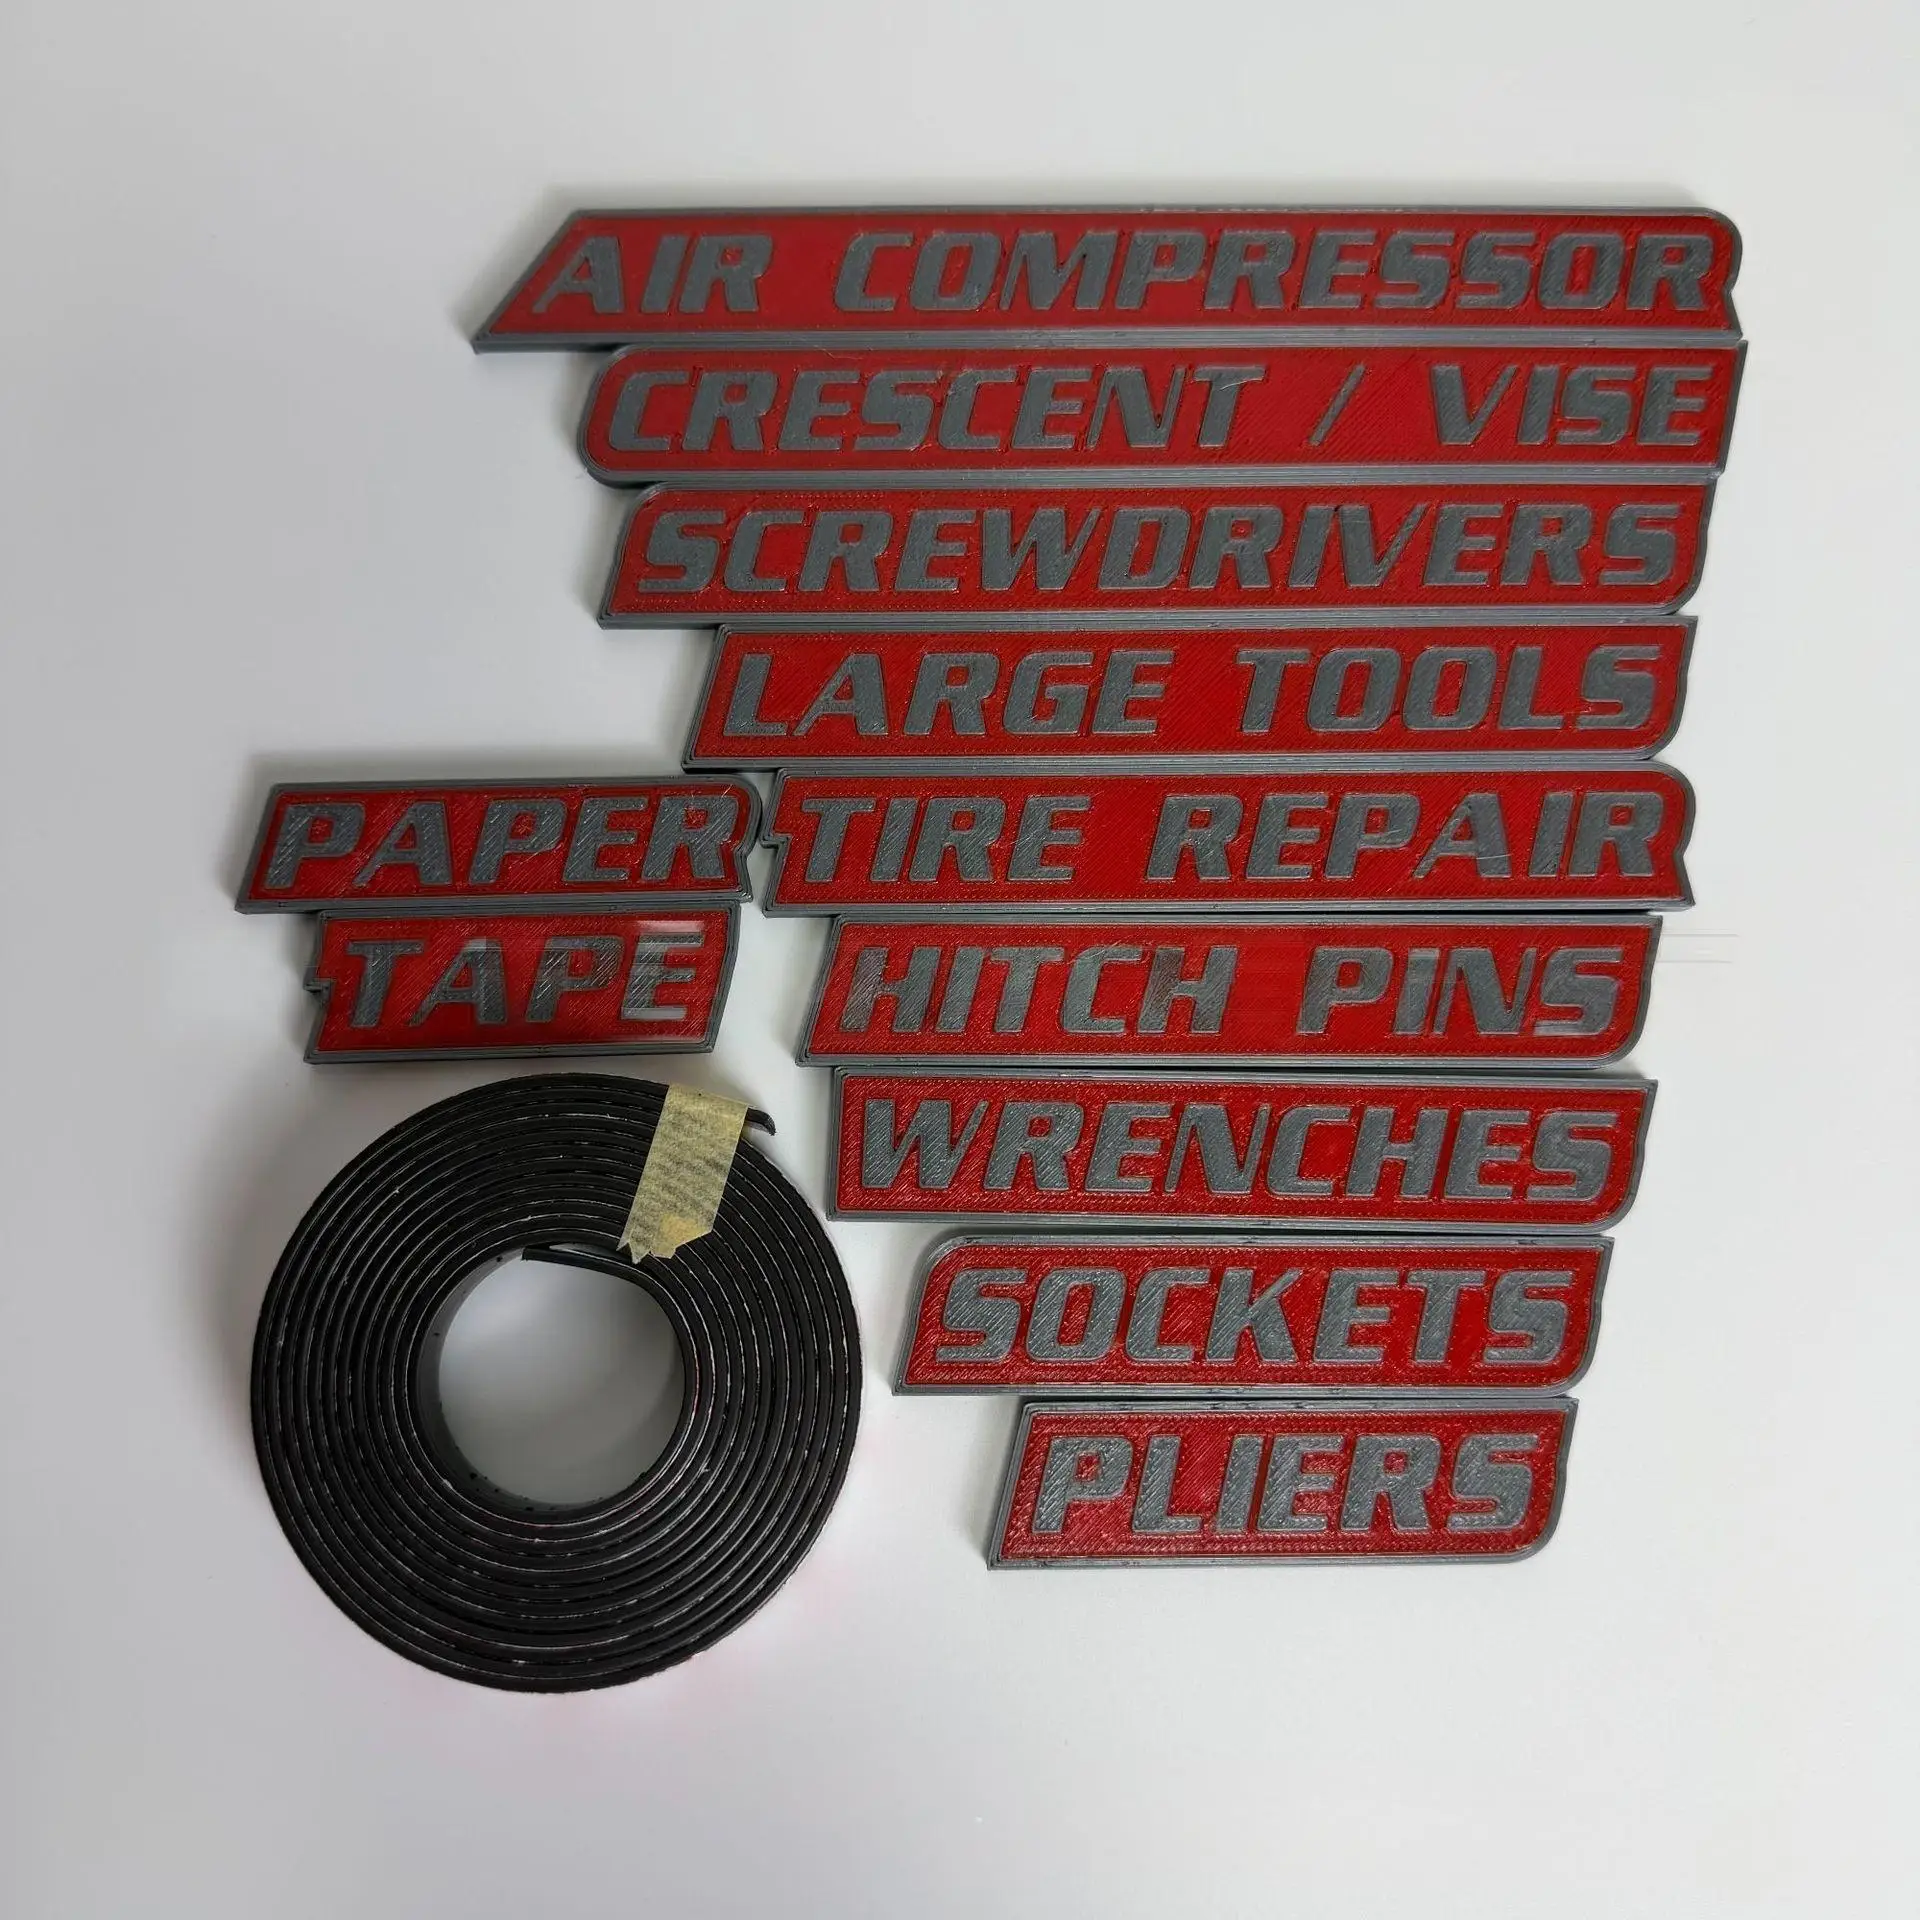 AIR COMPRESSOR
CRESCENT / VISE
SCREWDRIVERS
LARGE TOOLS
TIRE REPAIR
HITCH PINS
WRENCHES
SOCKETS
PLIERS
PAPER
TAPE